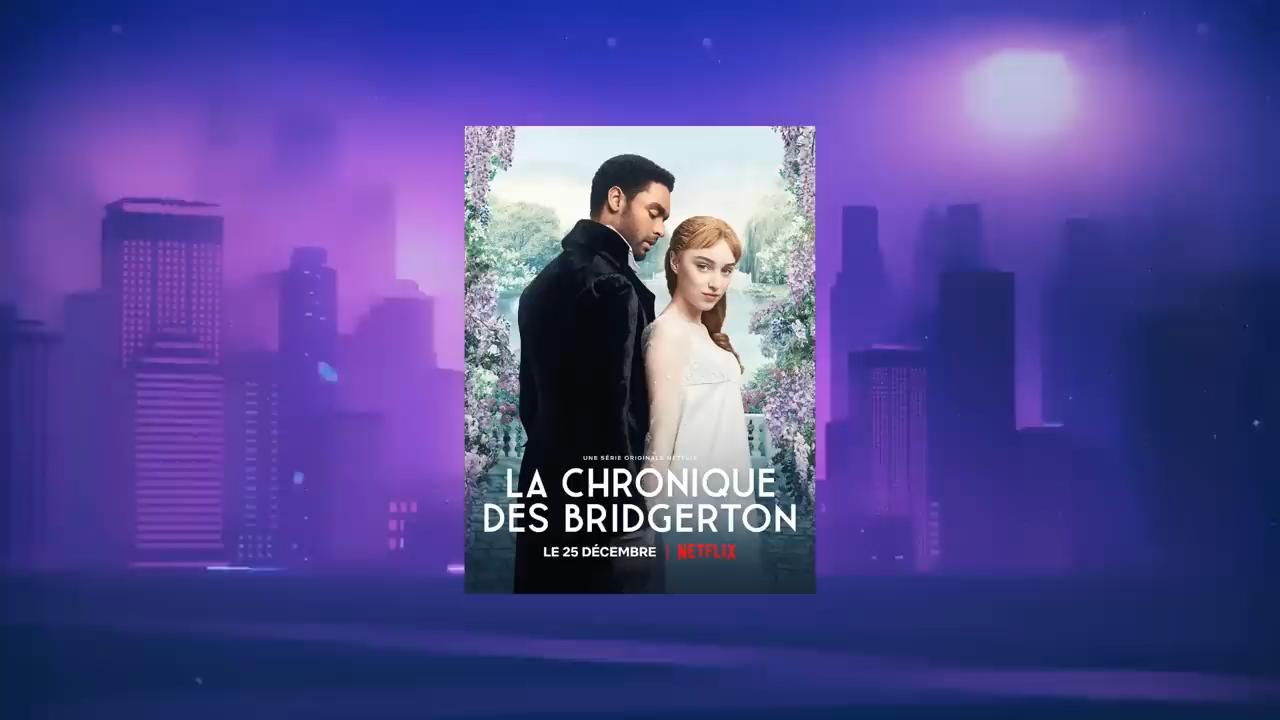 UNE SÉRIE ORIGINALE NETFLIX
LA CHRONIQUE
DES BRIDGERTON
LE 25 DÉCEMBRE | NETFLIX